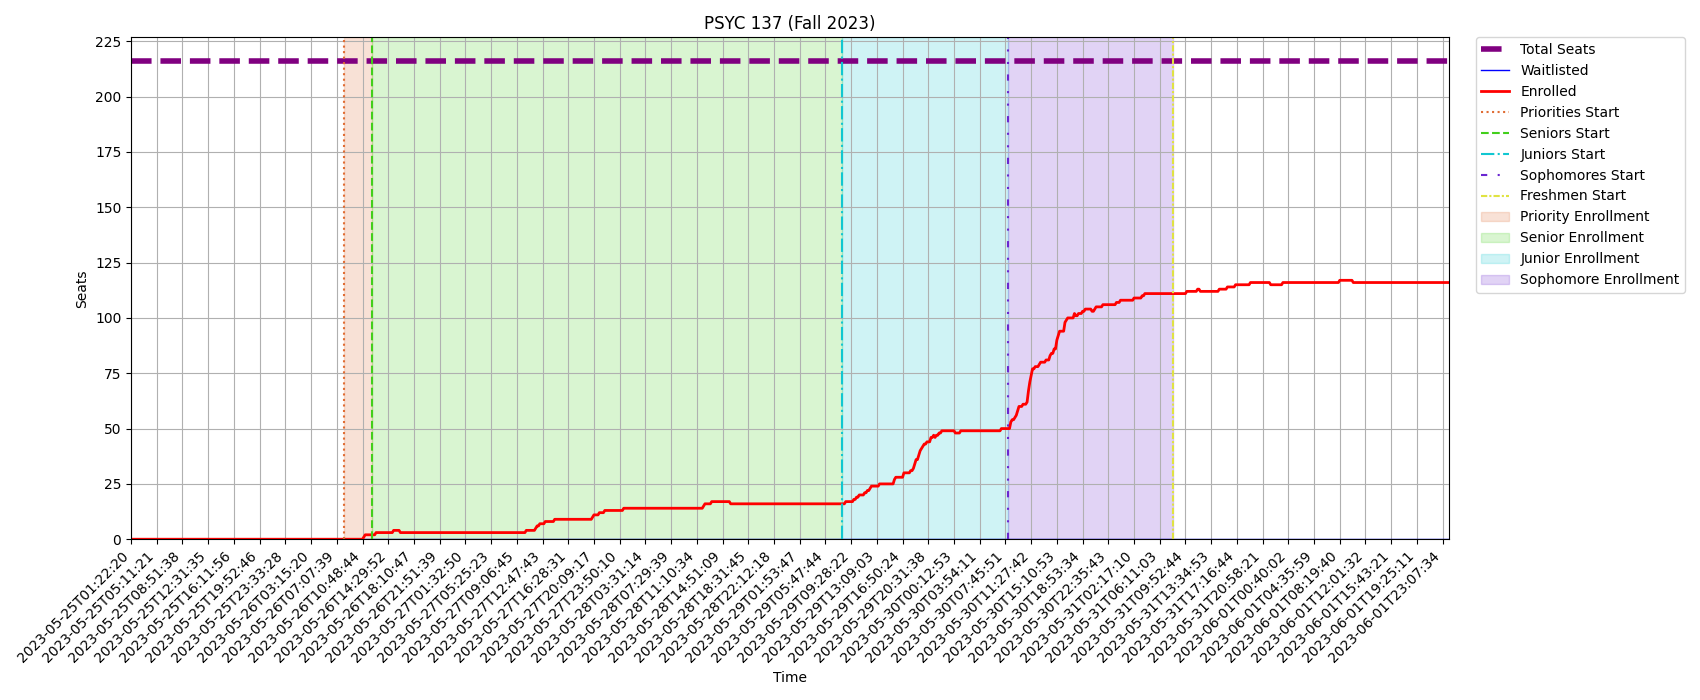 PSYC 137 (Fall 2023)
225
200
175
150
125
100
75
50
25
0
Seats
2023-05-25T01:22:20
2023-05-25T05:11:21
2023-05-25T08:51:38
2023-05-25T12:31:35
2023-05-25T16:11:56
2023-05-25T19:52:46
2023-05-25T23:33:28
2023-05-26T03:15:20
2023-05-26T07:07:39
2023-05-26T10:48:44
2023-05-26T14:29:52
2023-05-26T18:10:47
2023-05-26T21:51:39
2023-05-27T01:32:50
2023-05-27T05:25:23
2023-05-27T09:06:45
2023-05-27T12:47:43
2023-05-27T16:28:31
2023-05-27T20:09:17
2023-05-27T23:50:10
2023-05-28T03:31:14
2023-05-28T07:29:39
2023-05-28T11:10:34
2023-05-28T14:51:09
2023-05-28T18:31:45
2023-05-28T22:12:18
2023-05-29T01:53:47
2023-05-29T05:47:44
2023-05-29T09:28:22
2023-05-29T13:09:03
2023-05-29T16:50:24
2023-05-29T20:31:38
2023-05-30T00:12:53
2023-05-30T03:54:11
2023-05-30T07:45:51
2023-05-30T11:27:42
2023-05-30T15:10:53
2023-05-30T18:53:34
2023-05-30T22:35:43
2023-05-31T02:17:10
2023-05-31T06:11:03
2023-05-31T09:52:44
2023-05-31T13:34:53
2023-05-31T17:16:44
2023-05-31T20:58:21
2023-06-01T00:40:02
2023-06-01T04:35:59
2023-06-01T08:19:40
2023-06-01T12:01:32
2023-06-01T15:43:21
2023-06-01T19:25:11
2023-06-01T23:07:34
Time
Total Seats
Waitlisted
Enrolled
Priorities Start
Seniors Start
Juniors Start
Sophomores Start
Freshmen Start
Priority Enrollment
Senior Enrollment
Junior Enrollment
Sophomore Enrollment